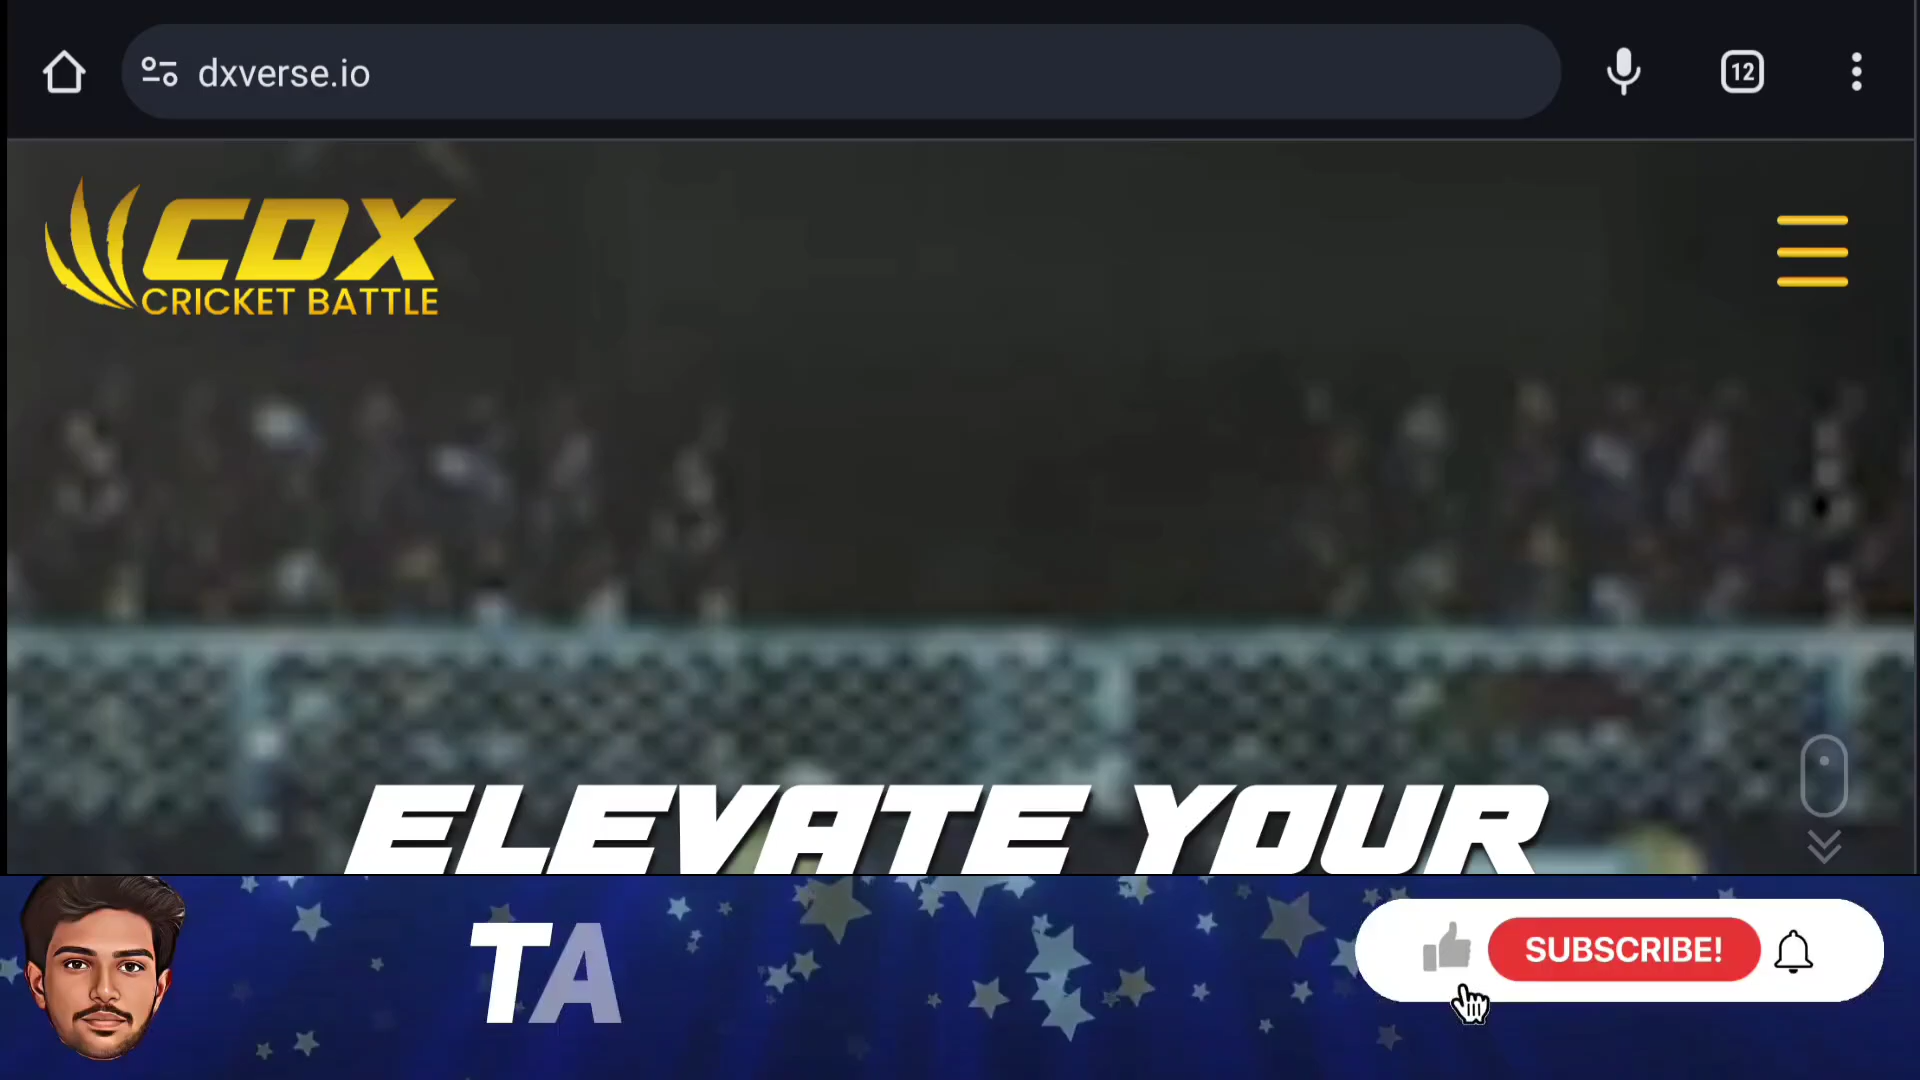 dxverse.io
12
CDX
CRICKET BATTLE
ELEVATE YOUR
TA
SUBSCRIBE!